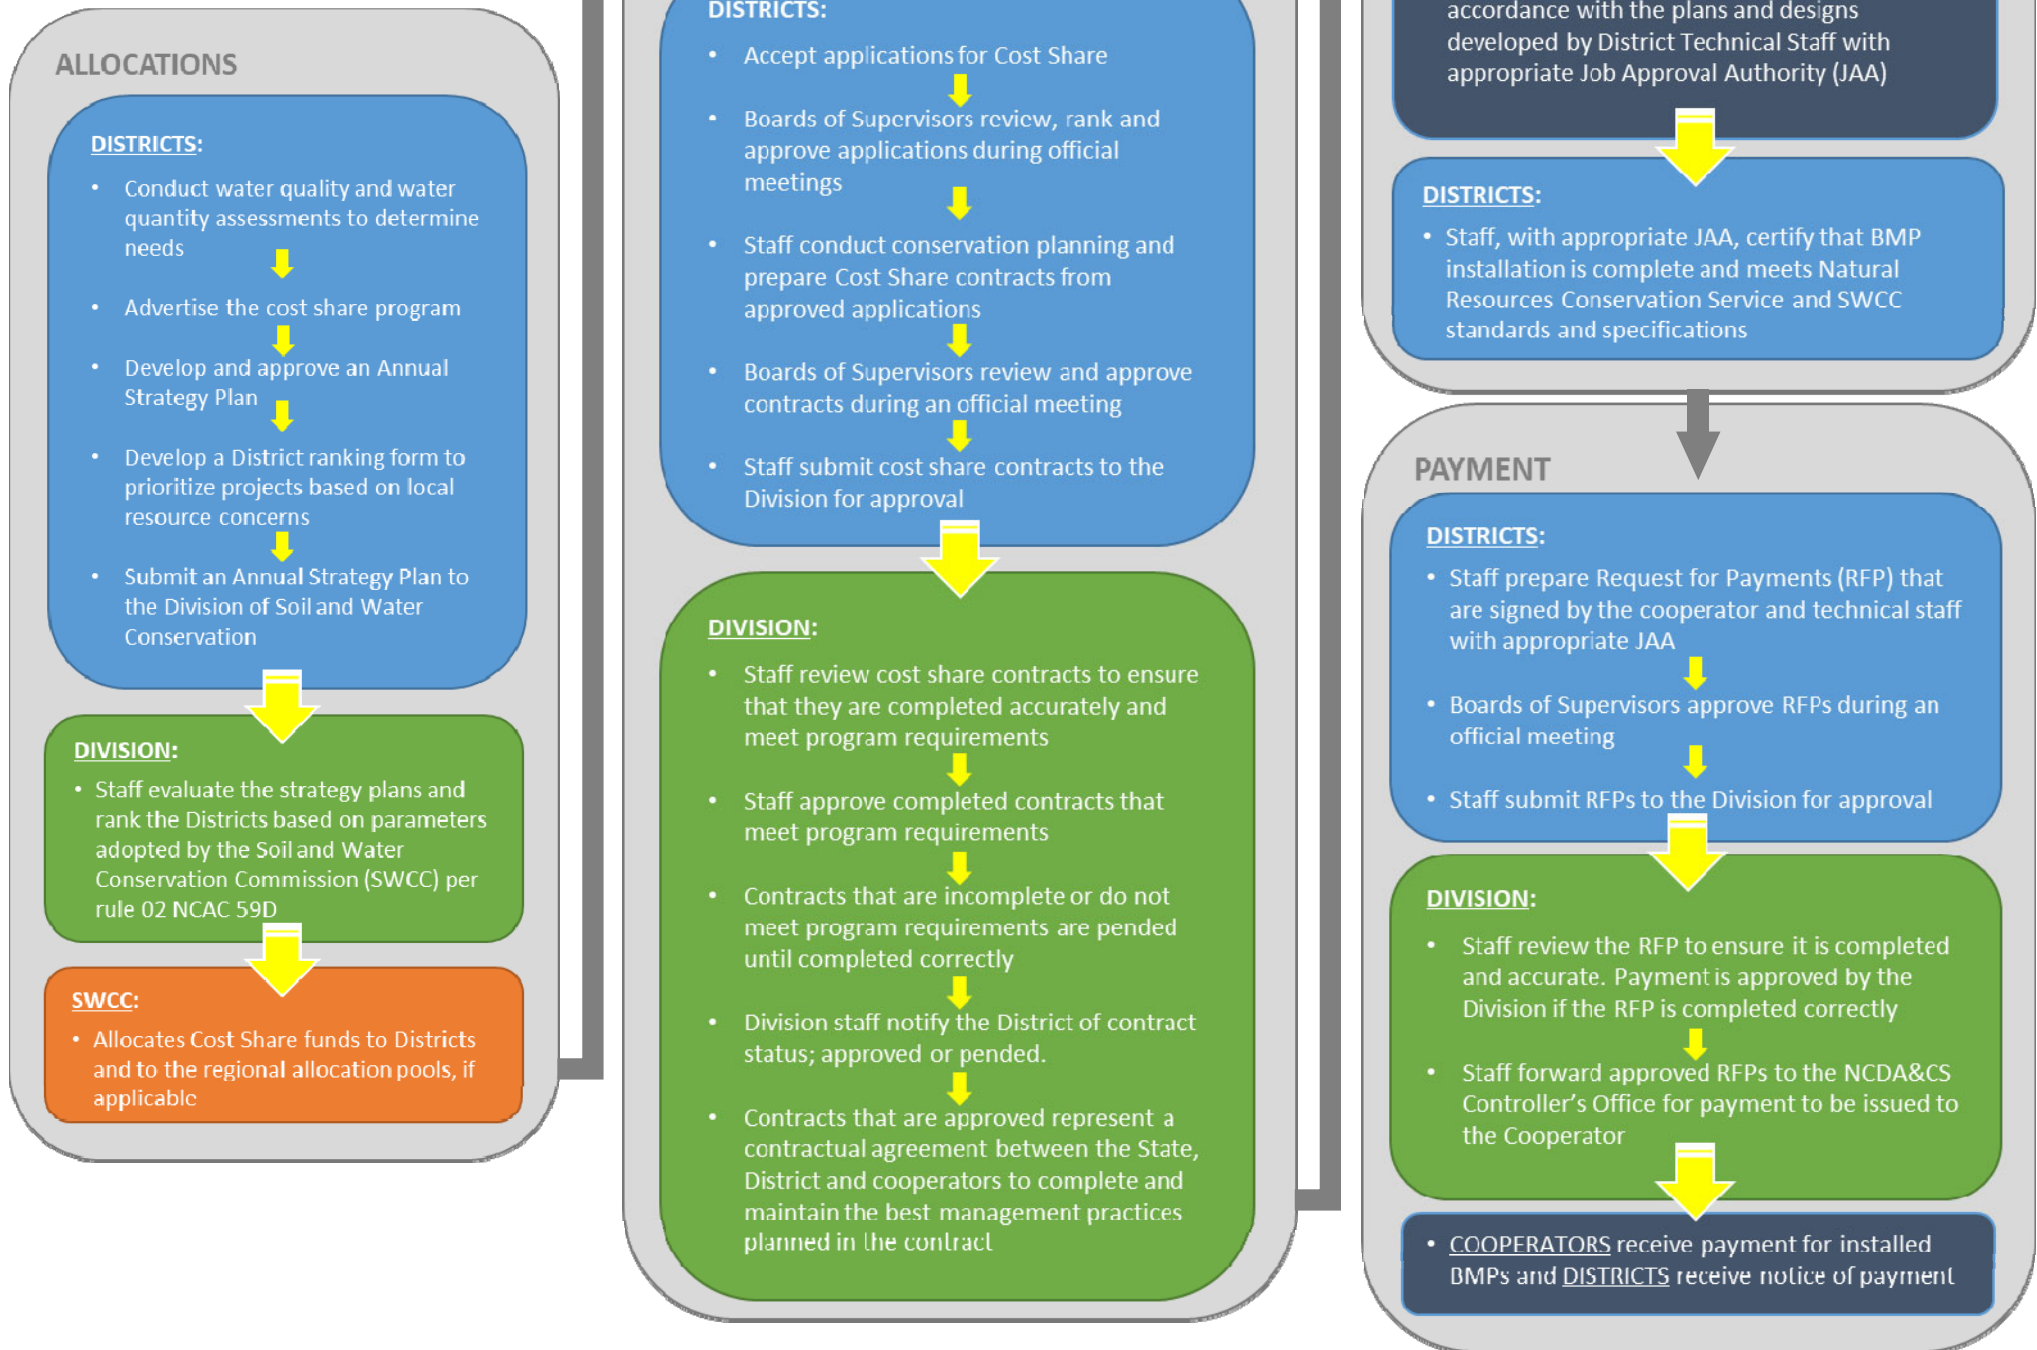 ALLOCATIONS
DISTRICTS:
• Conduct water quality and water
quantity assessments to determine
needs
• Advertise the cost share program
• Develop and approve an Annual
Strategy Plan
• Develop a District ranking form to
prioritize projects based on local
resource concerns
• Submit an Annual Strategy Plan to
the Division of Soil and Water
Conservation
DIVISION:
• Staff evaluate the strategy plans and
rank the Districts based on parameters
adopted by the Soil and Water
Conservation Commission (SWCC) per
rule 02 NCAC 59D
SWCC:
• Allocates Cost Share funds to Districts
and to the regional allocation pools, if
applicable
DISTRICTS:
• Accept applications for Cost Share
• Boards of Supervisors review, rank and
approve applications during official
meetings
• Staff conduct conservation planning and
prepare Cost Share contracts from
approved applications
• Boards of Supervisors review and approve
contracts during an official meeting
• Staff submit cost share contracts to the
Division for approval
DIVISION:
• Staff review cost share contracts to ensure
that they are completed accurately and
meet program requirements
• Staff approve completed contracts that
meet program requirements
• Contracts that are incomplete or do not
meet program requirements are pended
until completed correctly
• Division staff notify the District of contract
status; approved or pended.
• Contracts that are approved represent a
contractual agreement between the State,
District and cooperators to complete and
maintain the best management practices
planned in the contract
accordance with the plans and designs
developed by District Technical Staff with
appropriate Job Approval Authority (JAA)
DISTRICTS:
• Staff, with appropriate JAA, certify that BMP
installation is complete and meets Natural
Resources Conservation Service and SWCC
standards and specifications
PAYMENT
DISTRICTS:
• Staff prepare Request for Payments (RFP) that
are signed by the cooperator and technical staff
with appropriate JAA
• Boards of Supervisors approve RFPs during an
official meeting
• Staff submit RFPs to the Division for approval
DIVISION:
• Staff review the RFP to ensure it is completed
and accurate. Payment is approved by the
Division if the RFP is completed correctly
• Staff forward approved RFPs to the NCDA&CS
Controller's Office for payment to be issued to
the Cooperator
• COOPERATORS receive payment for installed
BMPs and DISTRICTS receive notice of payment